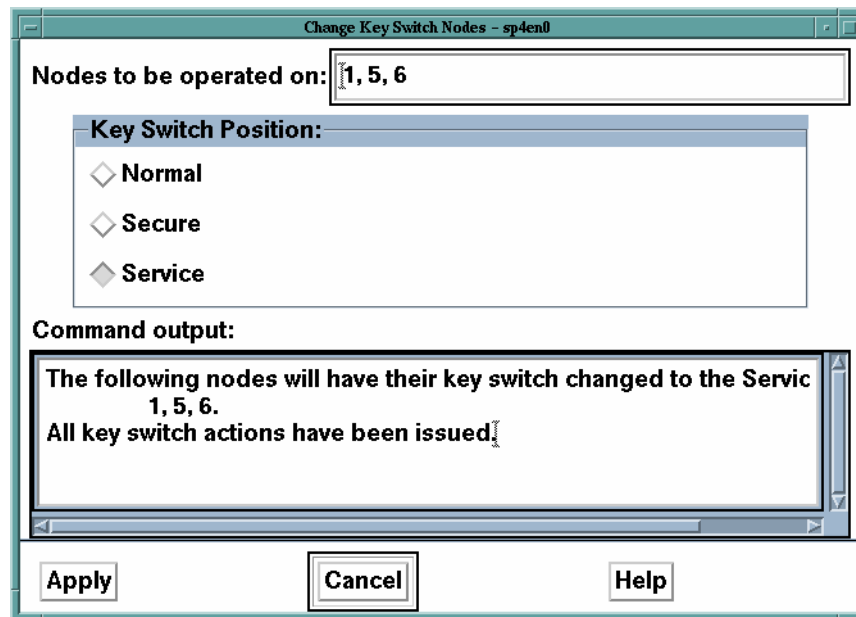 Change Key Switch Nodes - sp4en0
Nodes to be operated on: 1, 5, 6
Key Switch Position:
Normal
Secure
Service
Command output:
The following nodes will have their key switch changed to the Servic
1, 5, 6.
All key switch actions have been issued.
Apply Cancel Help